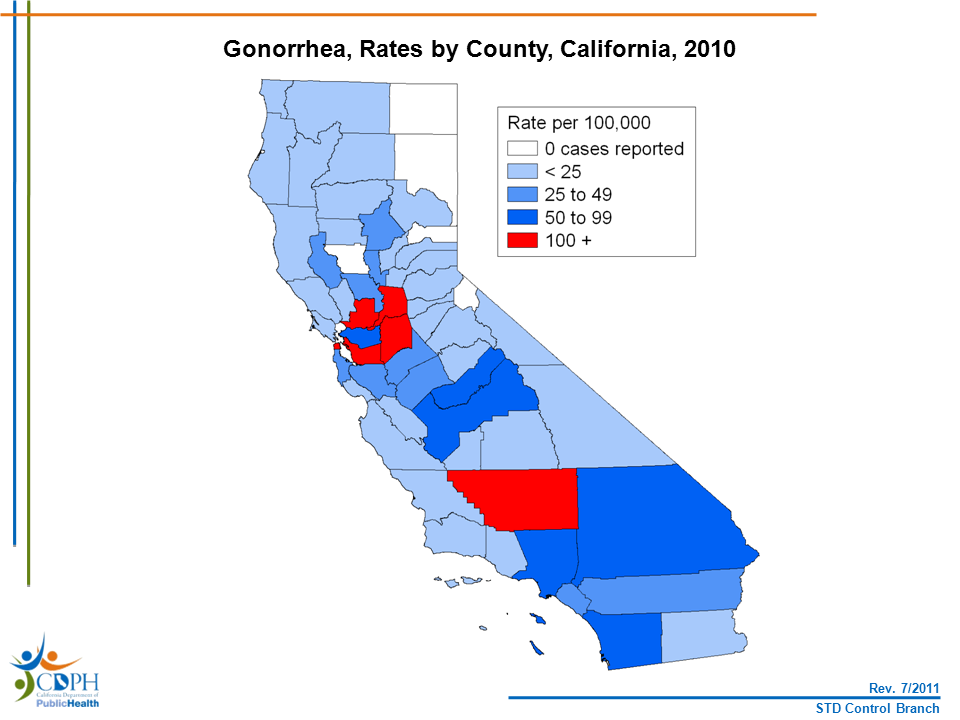 Gonorrhea, Rates by County, California, 2010
Rate per 100,000
0 cases reported
< 25
25 to 49
50 to 99
100 +
CDPH
California Department of
PublicHealth
Rev. 7/2011
STD Control Branch